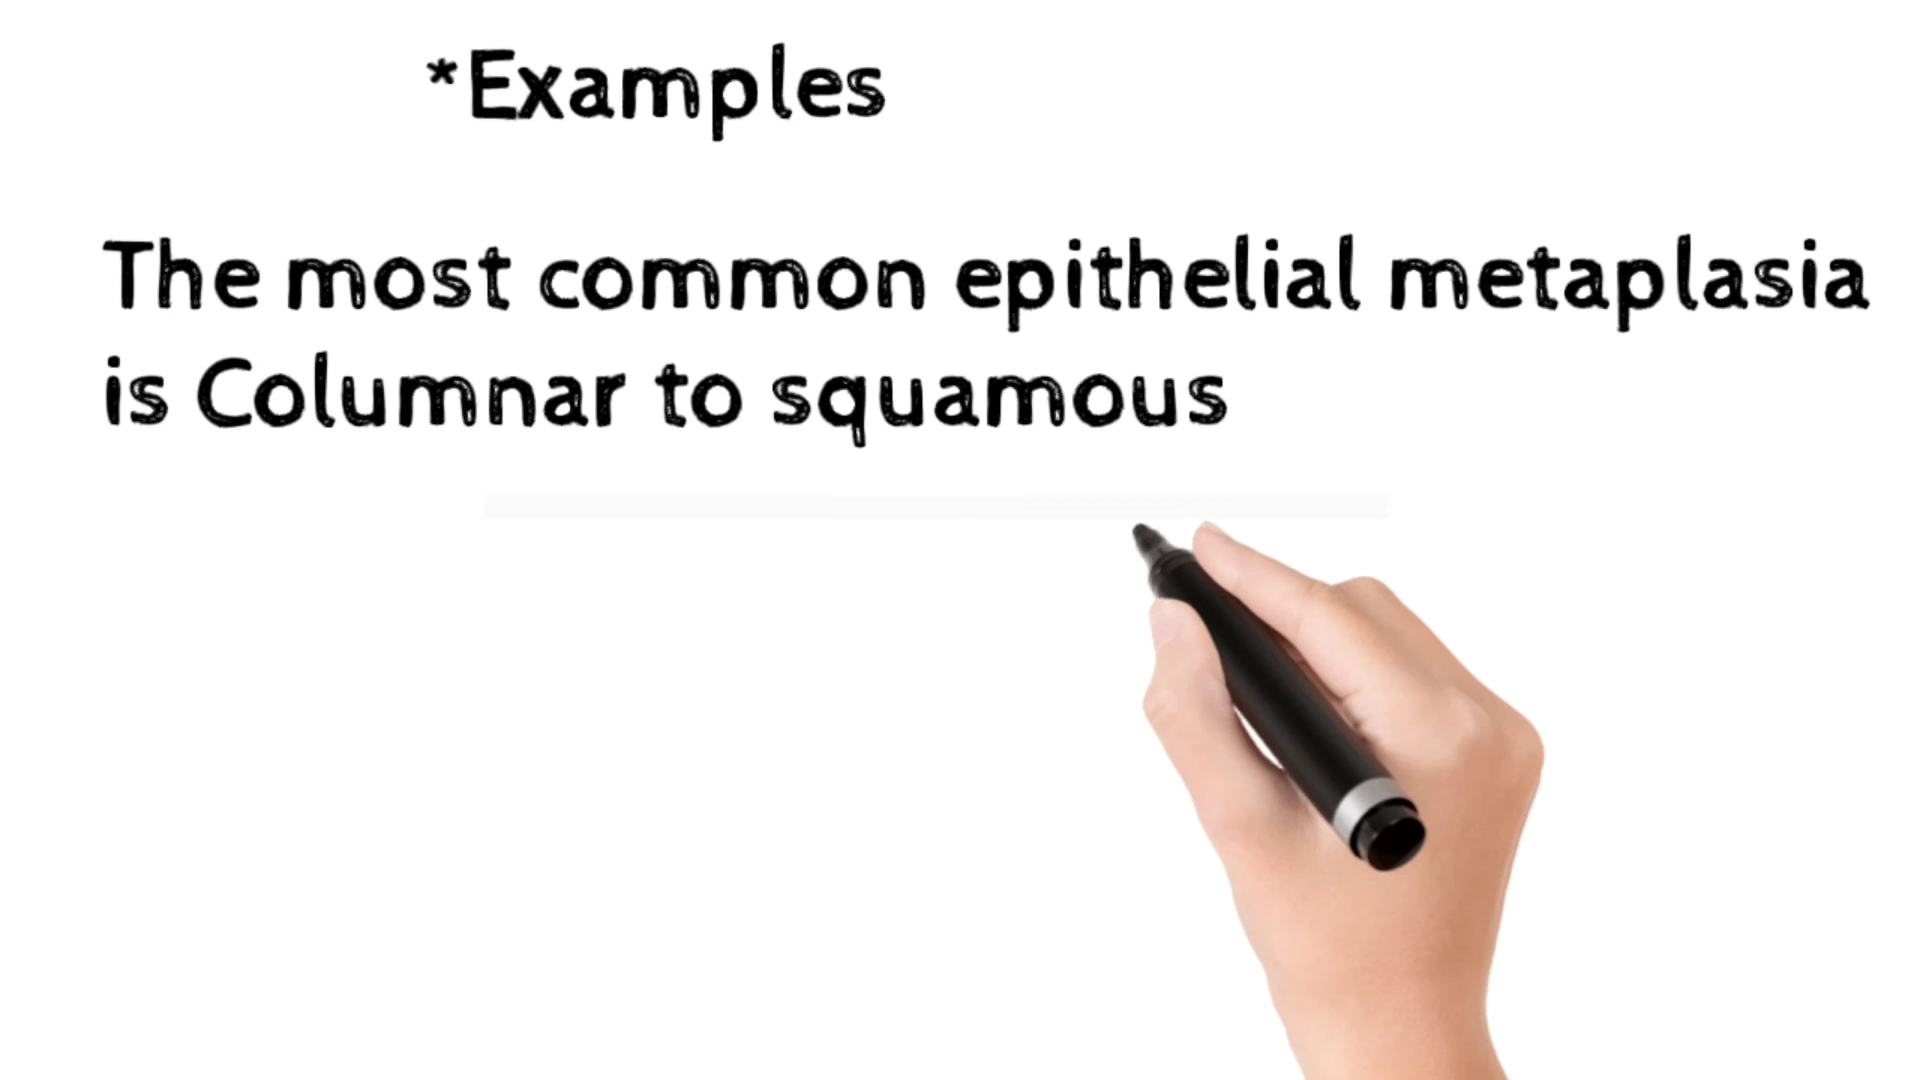 *Examples
The most common epithelial metaplasia
is Columnar to squamous